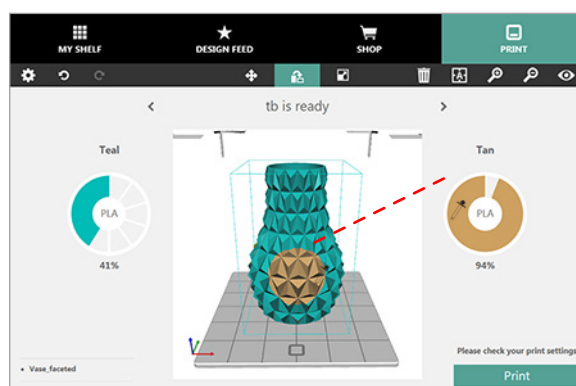 MY SHELF
DESIGN FEED
SHOP
PRINT
A
tb is ready
Teal
PLA
41%
Tan
PLA
94%
Please check your print settings
• Vase_faceted
Print